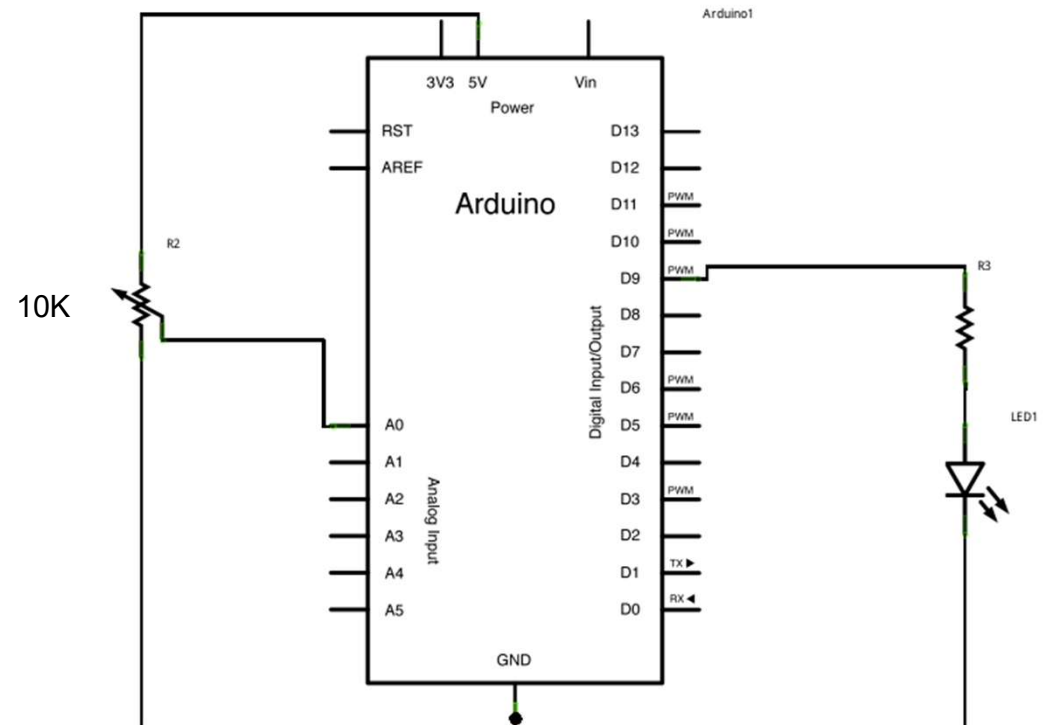 Arduino1
3V3 5V Vin
Power
RST D13
AREF D12
Arduino
D11 PWM
D10 PWM
R2
D9 PWM
R3
10K
D8
Digital Input/Output
D7
D6 PWM
LED1
A0 D5 PWM
A1 D4
Analog Input
A2 D3 PWM
A3 D2
A4 D1 TX
A5 D0 RX
GND